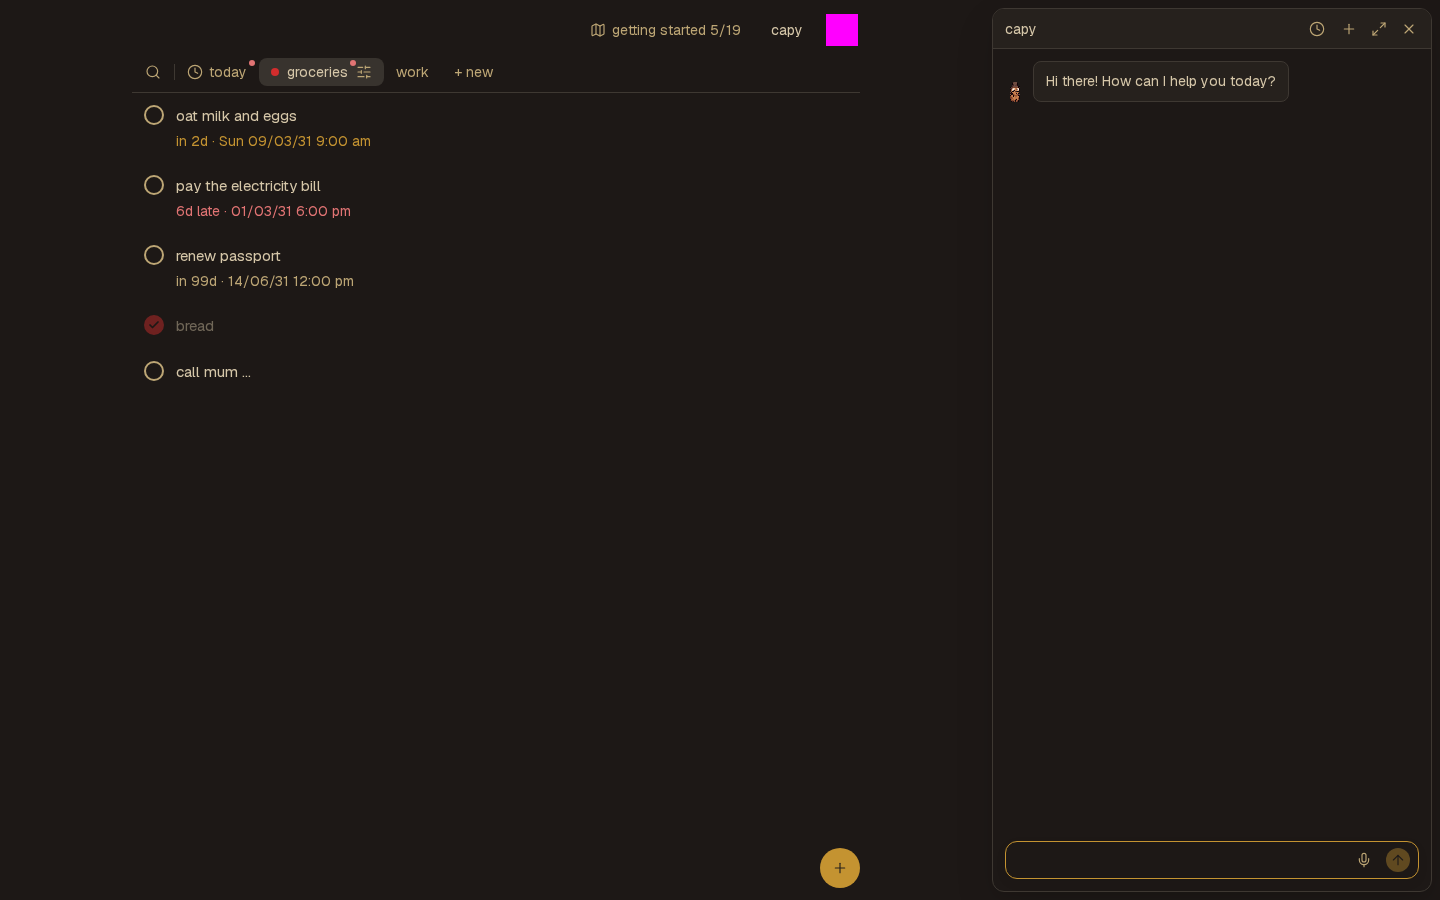 getting started 5/19
capy
today
groceries
work
+ new
oat milk and eggs
in 2d · Sun 09/03/31 9:00 am
pay the electricity bill
6d late · 01/03/31 6:00 pm
renew passport
in 99d · 14/06/31 12:00 pm
bread
call mum ...
capy
Hi there! How can I help you today?